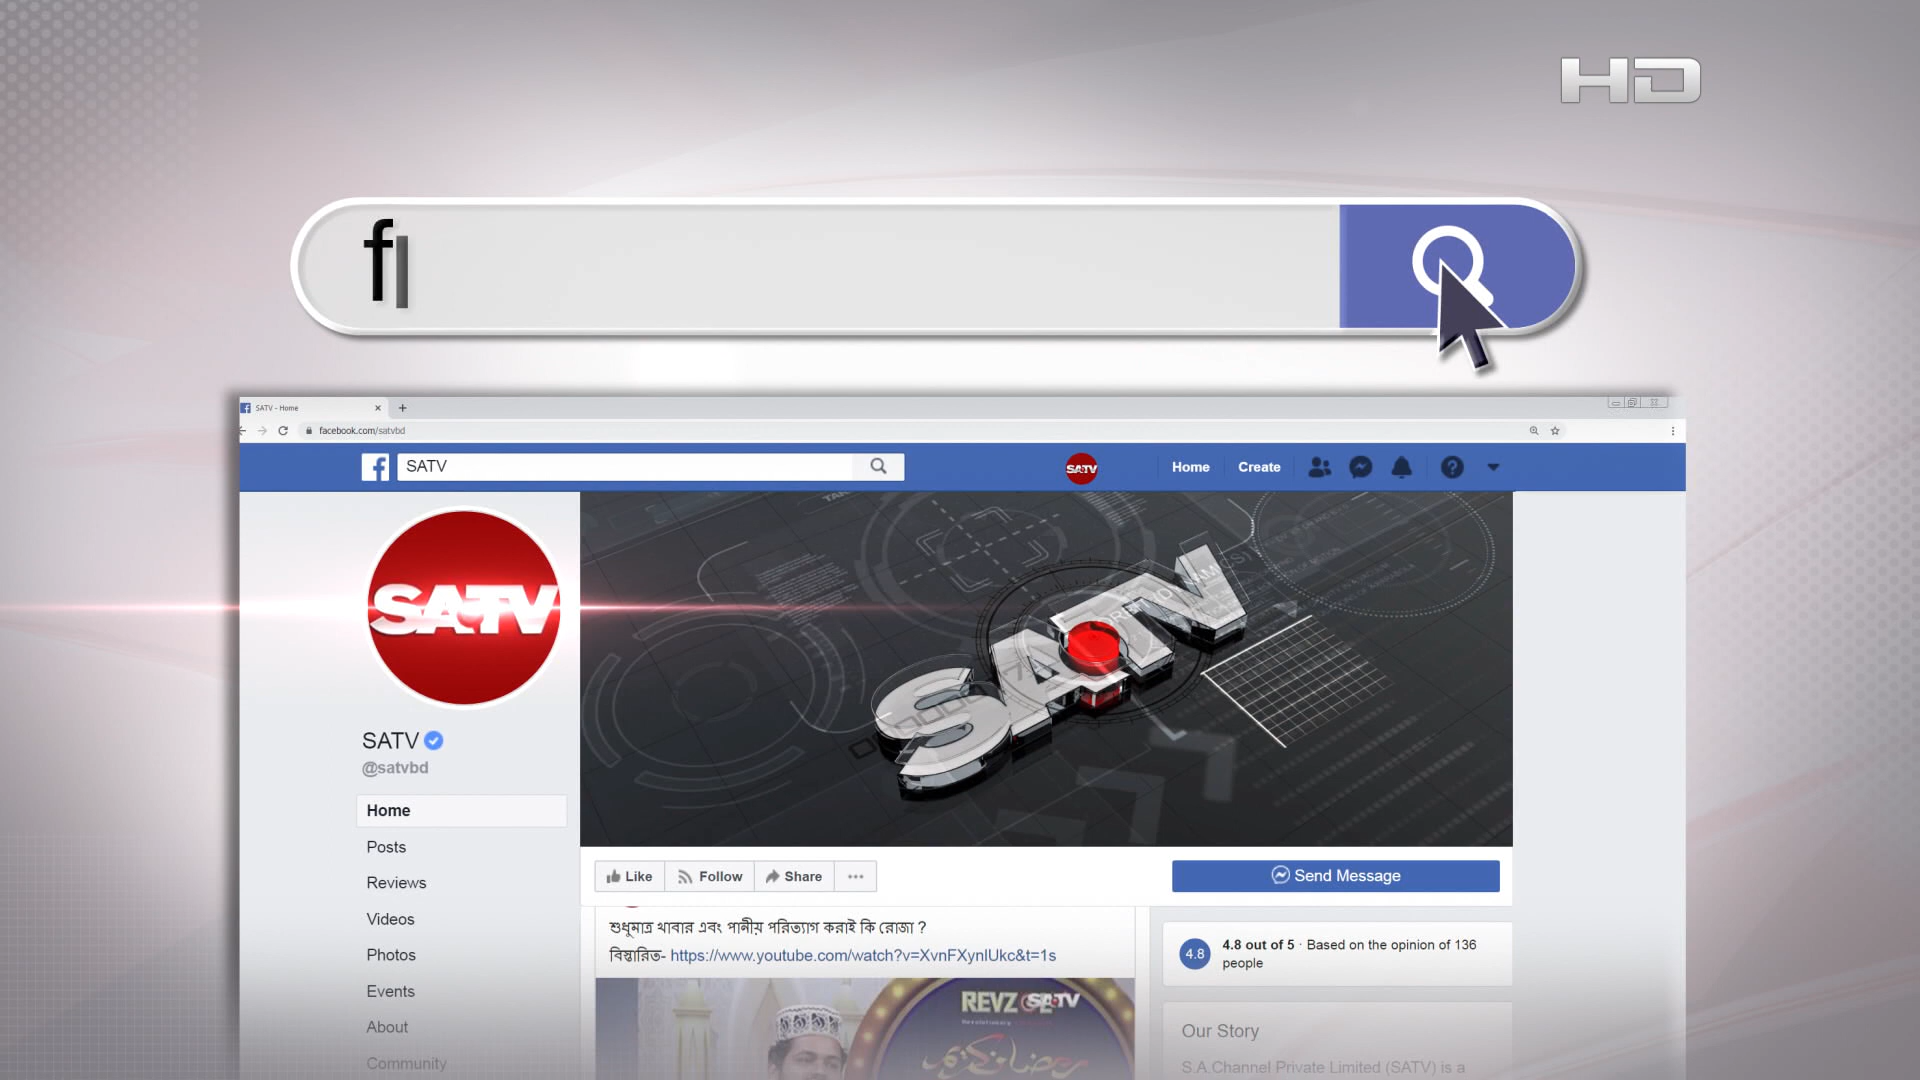 HD
f
SATV - Home
facebook.com/satvbd
SATV
SATV
Home
Create
SATV
SATV
SATV
@satvbd
Home
Posts
Reviews
Videos
Photos
Events
About
Community
Like
Follow
Share
Send Message
শুধুমাত্র খাবার এবং পানীয় পরিত্যাগ করাই কি রোজা ?
বিস্তারিত- https://www.youtube.com/watch?v=XvnFXynlUkc&t=1s
SATV
4.8
4.8 out of 5 · Based on the opinion of 136
people
Our Story
S.A.Channel Private Limited (SATV) is a